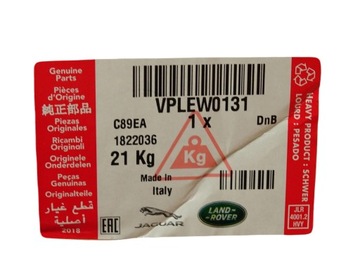 Genuine
Parts
Pièces
d'Origine
純正部品
Piezas
Originales
Ricambi
Originali
Originele
Onderdelen
Peças
Genuínas
Originalteile
قطع غيار
أصلية
2018
VPLEW0131
C89EA
1 x
DnB
1822036
21 Kg
Kg
Made in
Italy
EAC
JAGUAR
LAND-
ROVER
HEAVY PRODUCT : SCHWER
LOURD : PESADO
JLR
4001.2
HVY